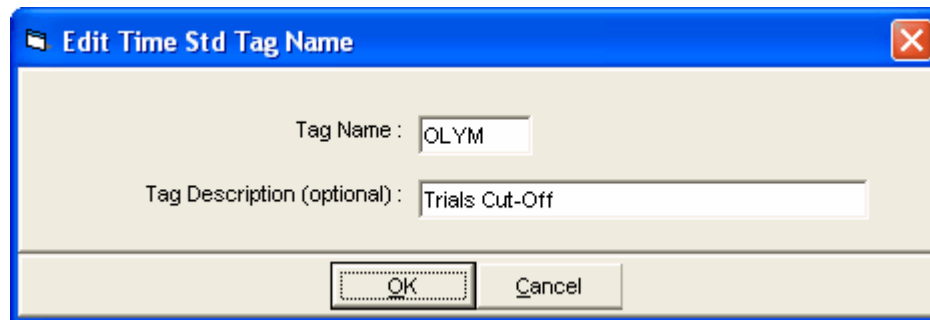 Edit Time Std Tag Name
Tag Name : OLYM
Tag Description (optional) : Trials Cut-Off
OK Cancel